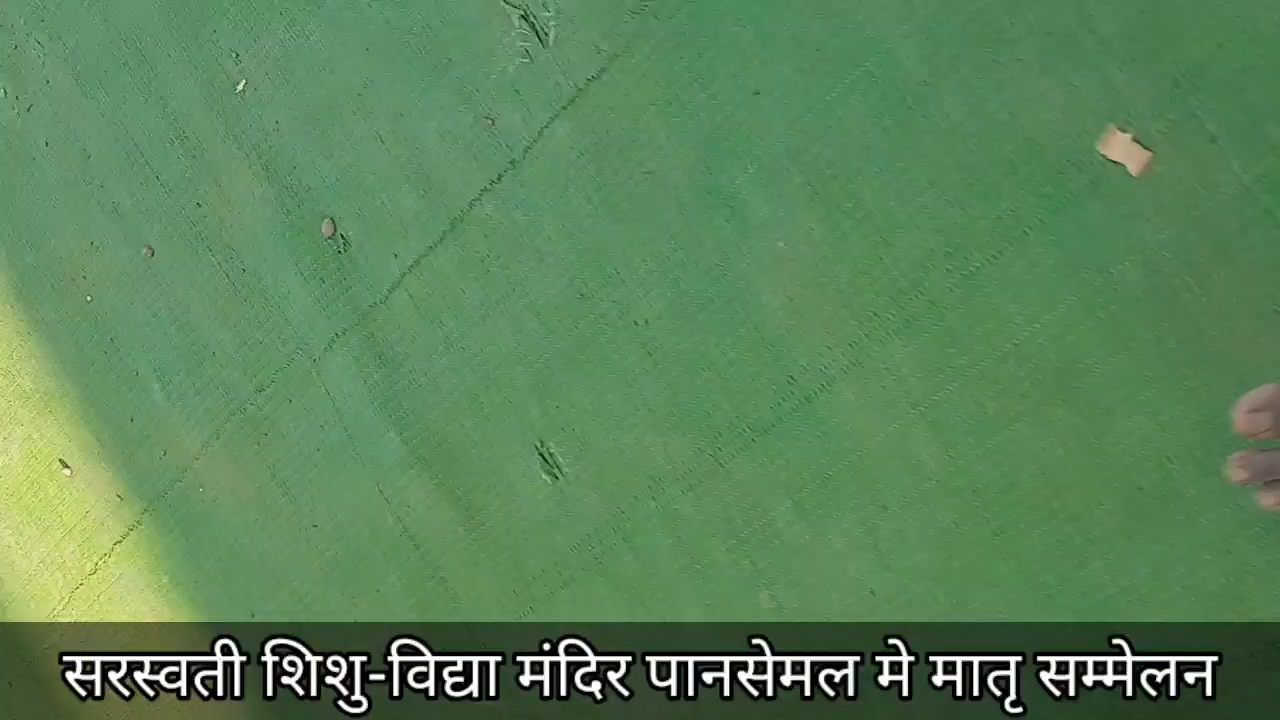 सरस्वती शिशु-विद्या मंदिर पानसेमल मे मातृ सम्मेलन